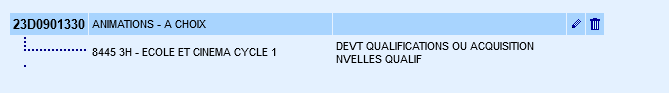 23D0901330 ANIMATIONS - A CHOIX
8445 3H - ECOLE ET CINEMA CYCLE 1 DEVT QUALIFICATIONS OU ACQUISITION
NVELLES QUALIF